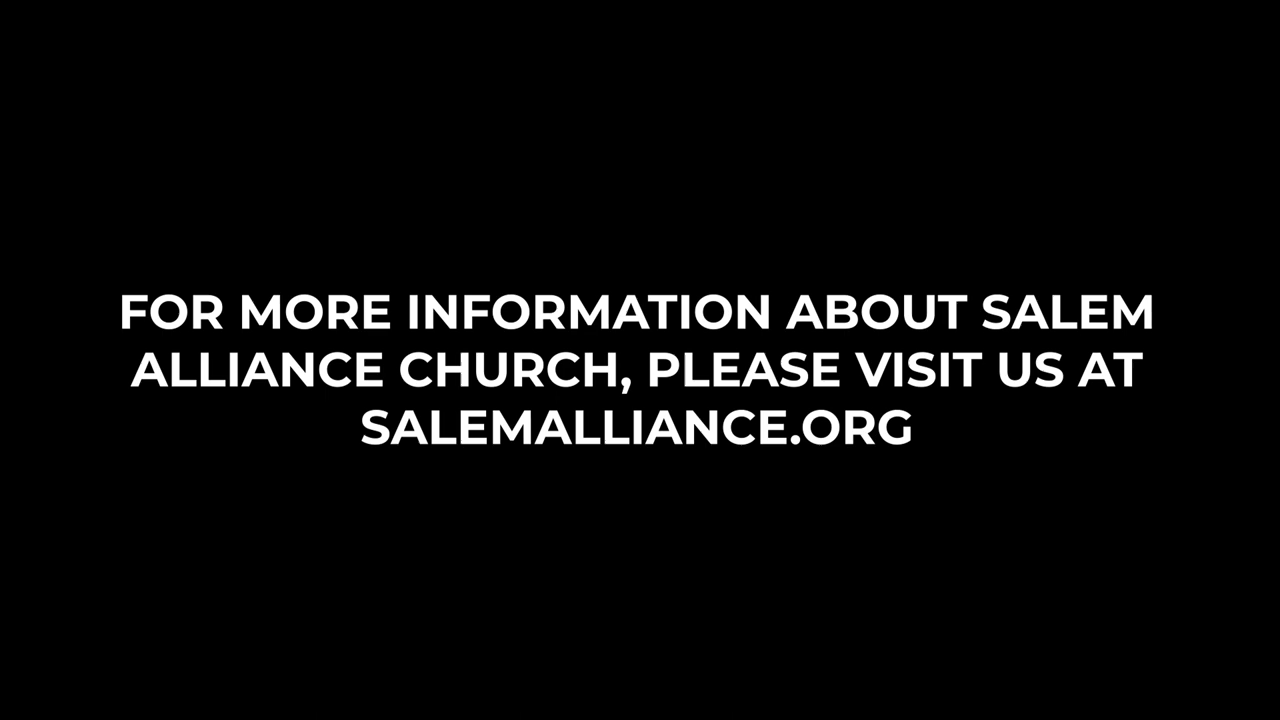 FOR MORE INFORMATION ABOUT SALEM
ALLIANCE CHURCH, PLEASE VISIT US AT
SALEMALLIANCE.ORG